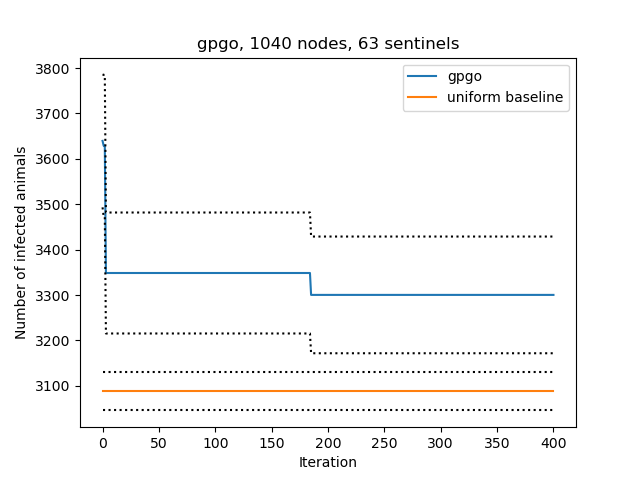 gpgo, 1040 nodes, 63 sentinels
gpgo
uniform baseline
Number of infected animals
3800
3700
3600
3500
3400
3300
3200
3100
0 50 100 150 200 250 300 350 400
Iteration